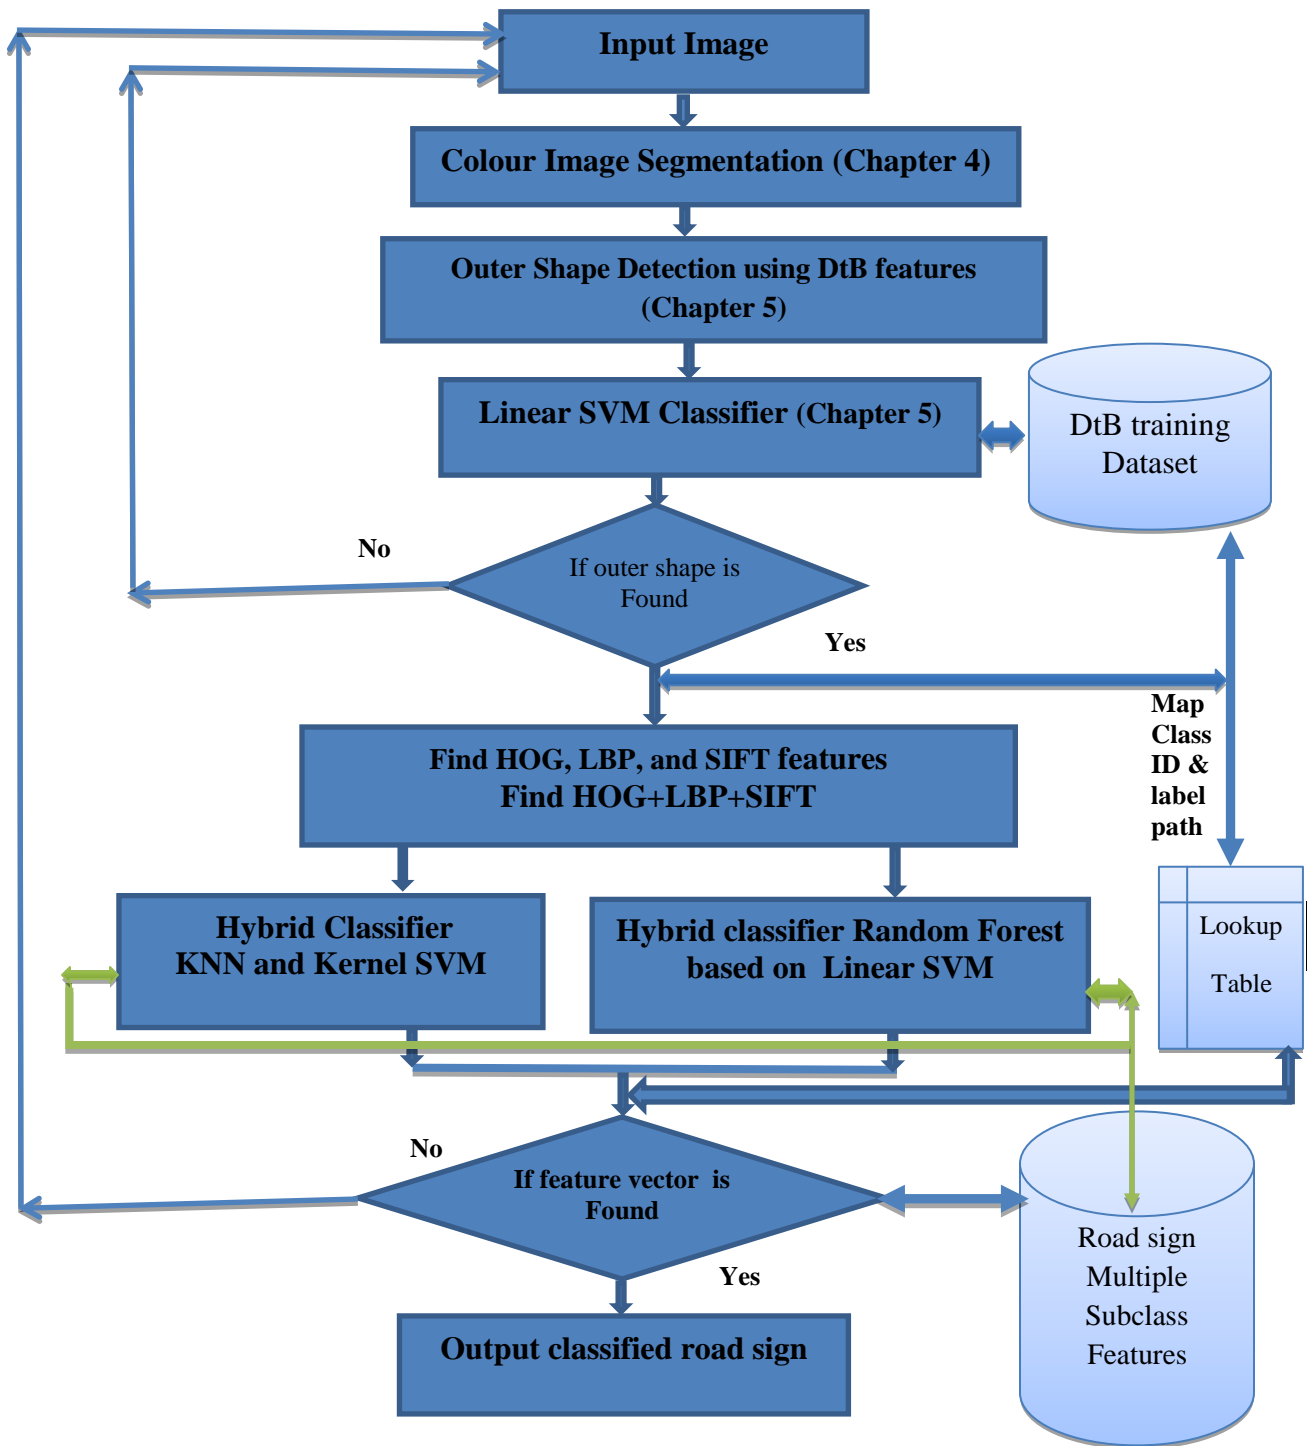 Input Image
Colour Image Segmentation (Chapter 4)
Outer Shape Detection using DtB features
(Chapter 5)
Linear SVM Classifier (Chapter 5)
DtB training
Dataset
No
If outer shape is
Found
Yes
Map
Class
ID &
label
path
Find HOG, LBP, and SIFT features
Find HOG+LBP+SIFT
Hybrid Classifier
KNN and Kernel SVM
Hybrid classifier Random Forest
based on Linear SVM
Lookup
Table
No
If feature vector is
Found
Yes
Road sign
Multiple
Subclass
Features
Output classified road sign